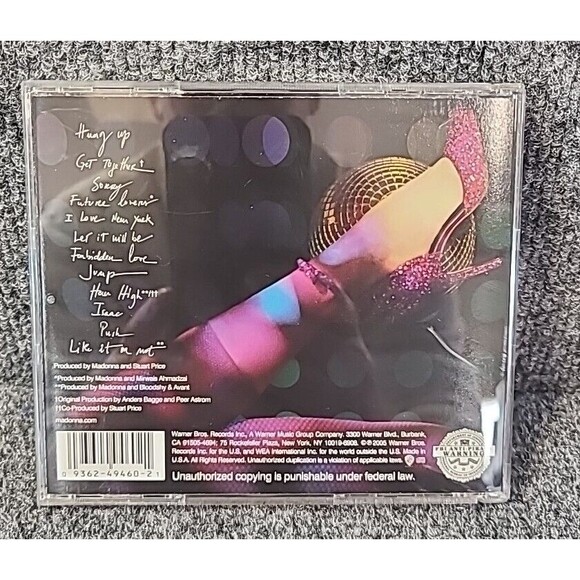 Hung up
Get Together†
Sorry
Future lovers*
I Love New York
Let it will be
Forbidden love
Jump
How High**††
Isaac
Push
Like it or not**
Produced by Madonna and Stuart Price
*Produced by Madonna and Mirwais Ahmadzaï
**Produced by Madonna and Bloodshy & Avant
†Original Production by Anders Bagge and Peer Astrom
††Co-Produced by Stuart Price
madonna.com
0 9362-49460-2 1
Warner Bros. Records Inc., A Warner Music Group Company. 3300 Warner Blvd., Burbank,
CA 91505-4694; 75 Rockefeller Plaza, New York, NY 10019-6908. ℗ © 2005 Warner Bros.
Records Inc. for the U.S. and WEA International Inc. for the world outside the U.S. Made in
U.S.A. All Rights Reserved. Unauthorized duplication is a violation of applicable laws.
Unauthorized copying is punishable under federal law.
FBI ANTI-PIRACY
WARNING